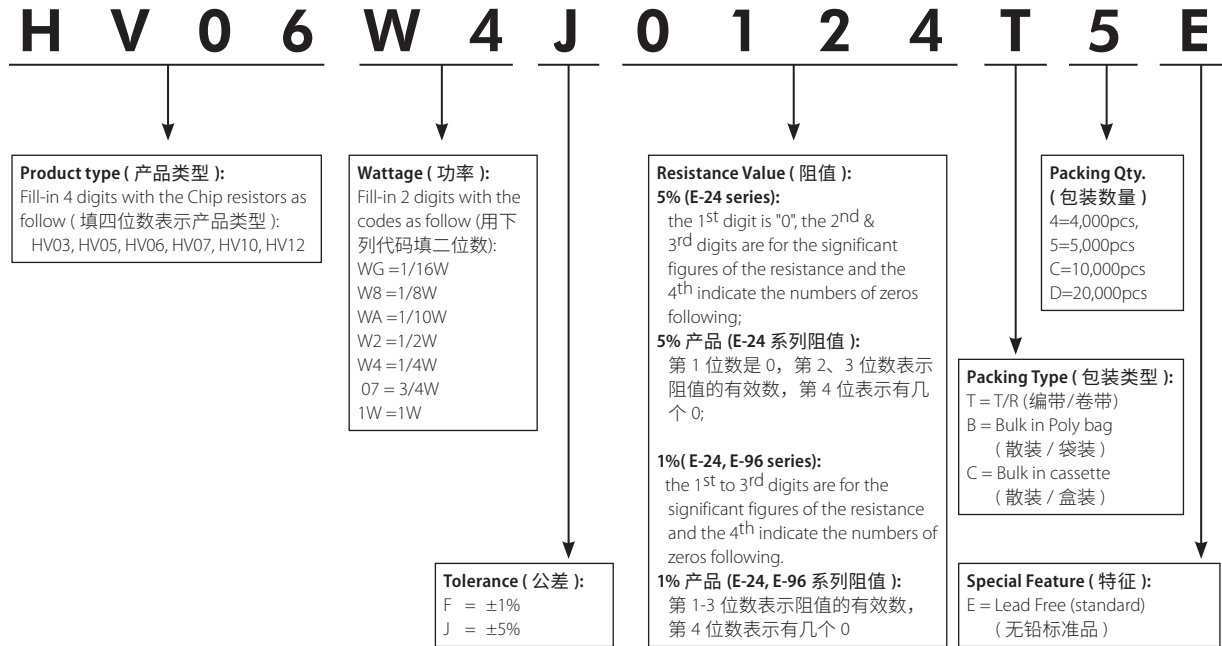 H V 0 6 W 4 J 0 1 2 4 T 5 E
Product type ( 产品类型 ):
Fill-in 4 digits with the Chip resistors as
follow ( 填四位数表示产品类型 ):
HV03, HV05, HV06, HV07, HV10, HV12
Wattage ( 功率 ):
Fill-in 2 digits with the
codes as follow (用下
列代码填二位数):
WG =1/16W
W8 =1/8W
WA =1/10W
W2 =1/2W
W4 =1/4W
07 = 3/4W
1W =1W
Tolerance ( 公差 ):
F = ±1%
J = ±5%
Resistance Value ( 阻值 ):
5% (E-24 series):
the 1st digit is "0", the 2nd &
3rd digits are for the significant
figures of the resistance and the
4th indicate the numbers of zeros
following;
5% 产品 (E-24 系列阻值 ):
第 1 位数是 0，第 2、3 位数表示
阻值的有效数，第 4 位表示有几
个 0;
1%( E-24, E-96 series):
the 1st to 3rd digits are for the
significant figures of the resistance
and the 4th indicate the numbers of
zeros following.
1% 产品 (E-24, E-96 系列阻值 ):
第 1-3 位数表示阻值的有效数，
第 4 位数表示有几个 0
Packing Qty.
( 包装数量 )
4=4,000pcs,
5=5,000pcs
C=10,000pcs
D=20,000pcs
Packing Type ( 包装类型 ):
T = T/R (编带/卷带)
B = Bulk in Poly bag
( 散装 / 袋装 )
C = Bulk in cassette
( 散装 / 盒装 )
Special Feature ( 特征 ):
E = Lead Free (standard)
( 无铅标准品 )